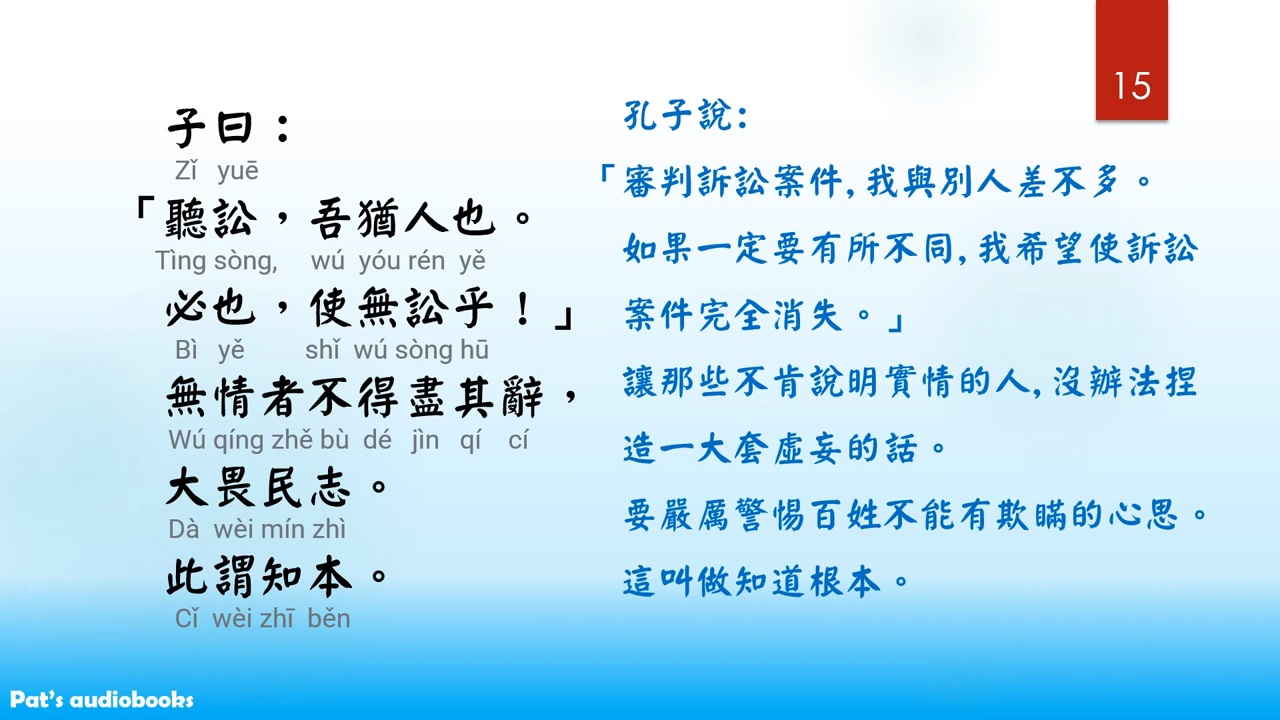 15
子曰：
Zǐ yuē
「聽訟，吾猶人也。
Tìng sòng, wú yóu rén yě
必也，使無訟乎！」
Bì yě shǐ wú sòng hū
無情者不得盡其辭，
Wú qíng zhě bù dé jìn qí cí
大畏民志。
Dà wèi mín zhì
此謂知本。
Cǐ wèi zhī běn
孔子說:
「審判訴訟案件,我與別人差不多。
如果一定要有所不同,我希望使訴訟
案件完全消失。」
讓那些不肯說明實情的人,沒辦法捏
造一大套虛妄的話。
要嚴厲警惕百姓不能有欺瞞的心思。
這叫做知道根本。
Pat's audiobooks